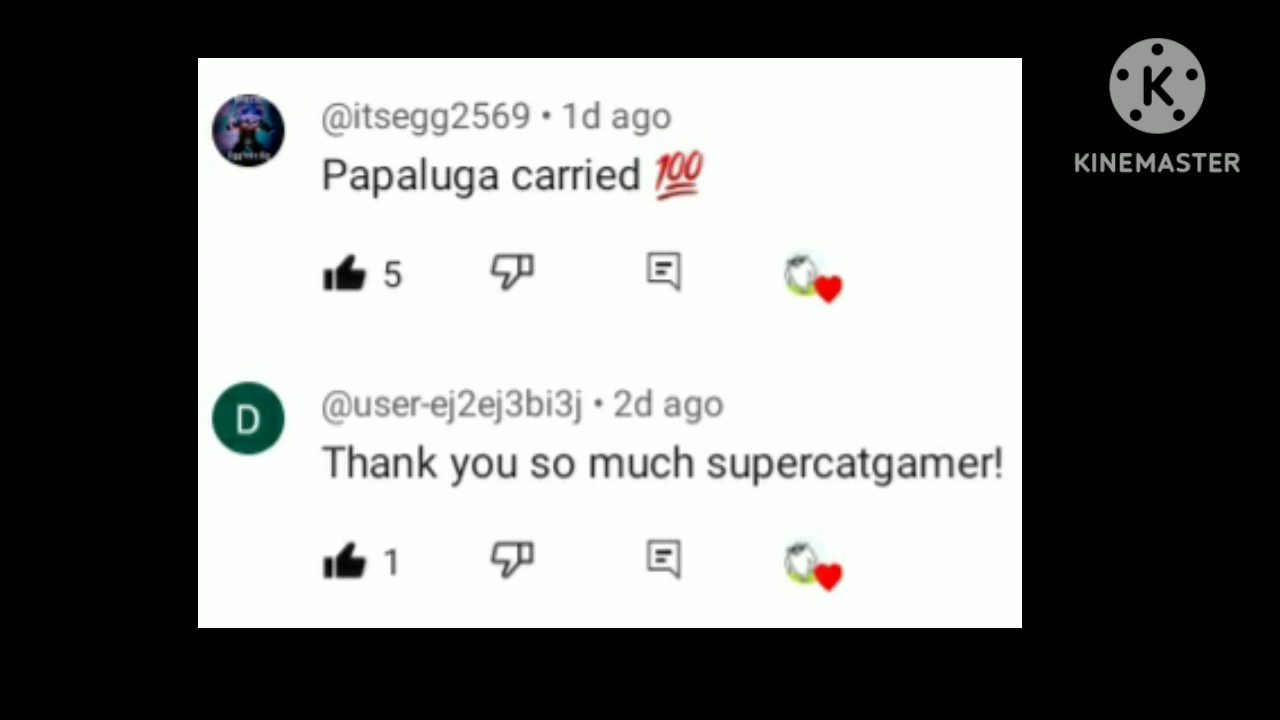 @itsegg2569 • 1d ago
Papaluga carried 💯
5
@user-ej2ej3bi3j • 2d ago
D
Thank you so much supercatgamer!
1
K
KINEMASTER